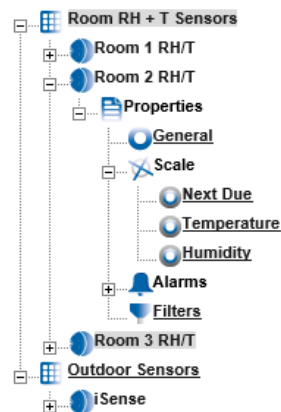 Room RH + T Sensors
Room 1 RH/T
Room 2 RH/T
Properties
General
Scale
Next Due
Temperature
Humidity
Alarms
Filters
Room 3 RH/T
Outdoor Sensors
iSense